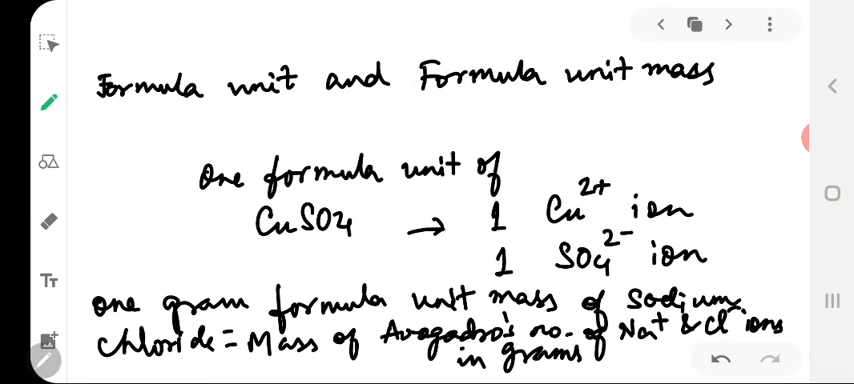 Formula unit and Formula unit mass
One formula unit of
CuSO4 → 1 Cu²⁺ ion
1 SO4²⁻ ion
one gram formula unit mass of Sodium
Chloride = Mass of Avagadro's no. of Na⁺ & Cl⁻ ions
in grams
Tт